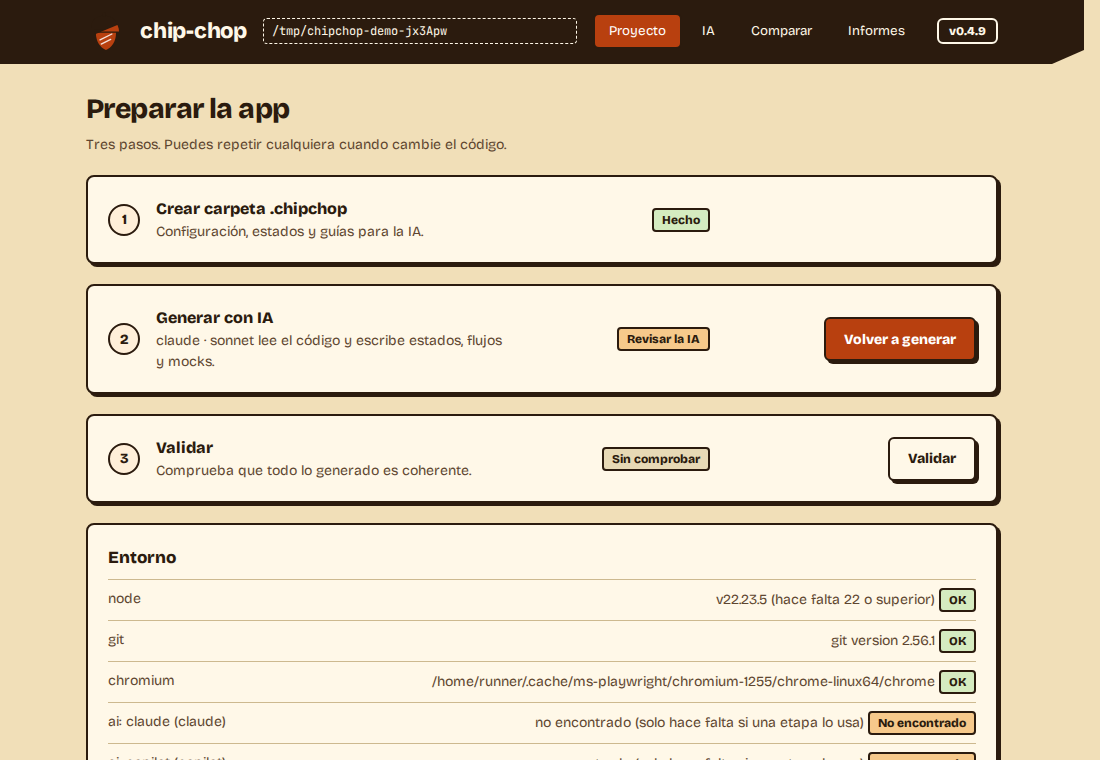 chip-chop
/tmp/chipchop-demo-jx3Apw
Proyecto
IA
Comparar
Informes
v0.4.9
Preparar la app
Tres pasos. Puedes repetir cualquiera cuando cambie el código.
1
Crear carpeta .chipchop
Configuración, estados y guías para la IA.
Hecho
2
Generar con IA
claude · sonnet lee el código y escribe estados, flujos
y mocks.
Revisar la IA
Volver a generar
3
Validar
Comprueba que todo lo generado es coherente.
Sin comprobar
Validar
Entorno
node
v22.23.5 (hace falta 22 o superior) OK
git
git version 2.56.1 OK
chromium
/home/runner/.cache/ms-playwright/chromium-1255/chrome-linux64/chrome OK
ai: claude (claude)
no encontrado (solo hace falta si una etapa lo usa) No encontrado